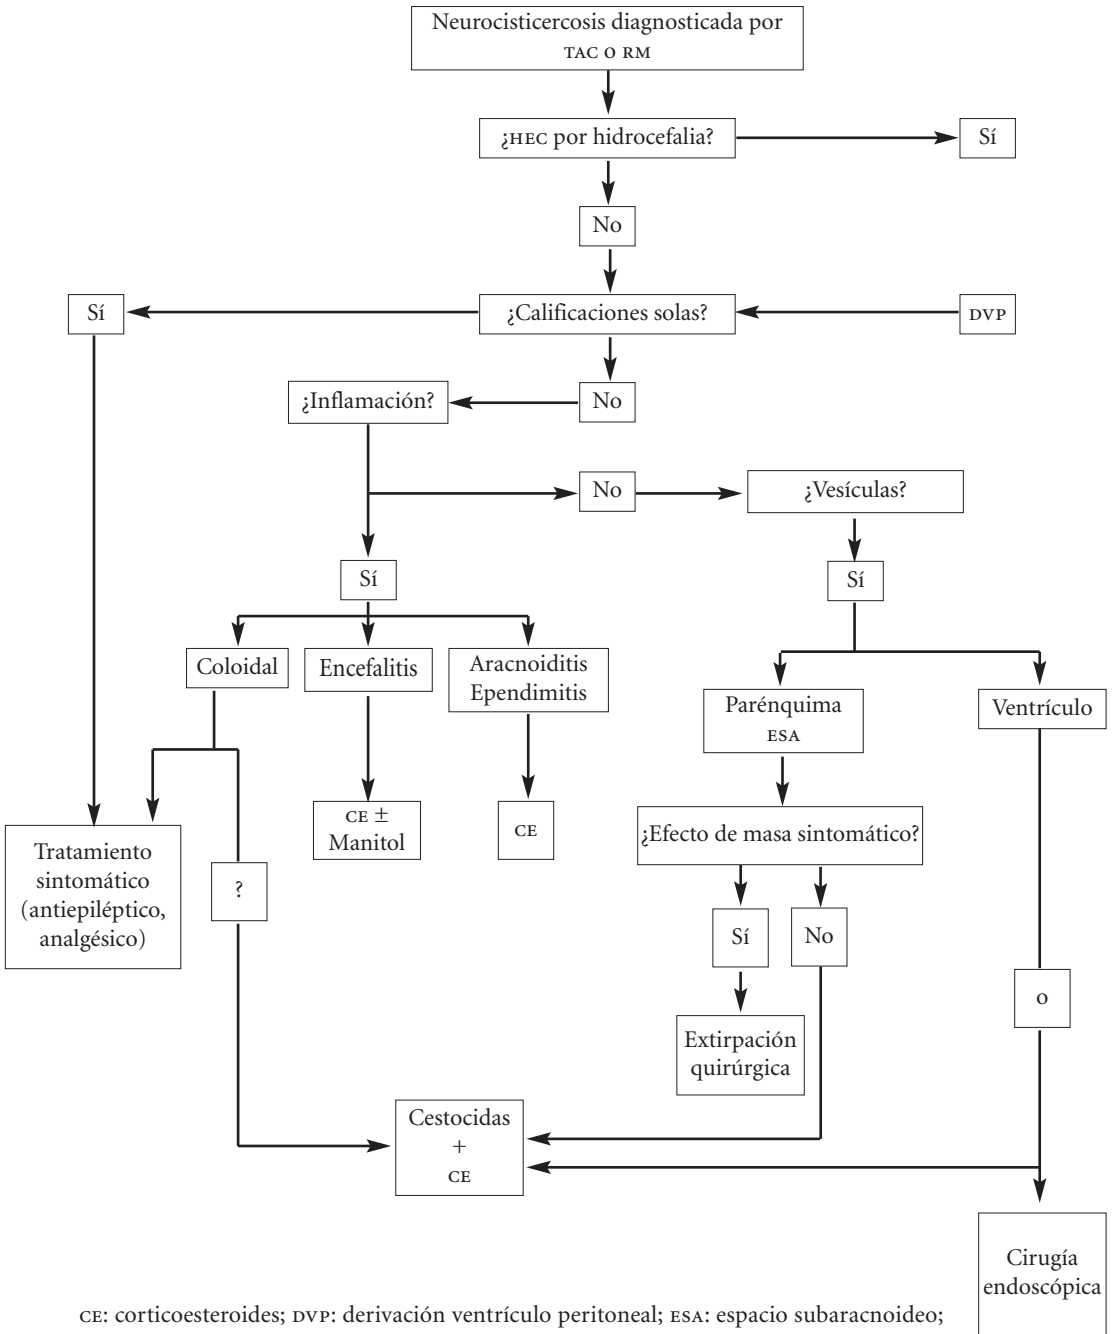 Neurocisticercosis diagnosticada por
TAC O RM
¿HEC por hidrocefalia?
Sí
No
Sí
¿Calificaciones solas?
DVP
¿Inflamación?
No
No
¿Vesículas?
Sí
Sí
Coloidal
Encefalitis
Aracnoiditis
Ependimitis
Parénquima
ESA
Ventrículo
CE ±
Manitol
CE
¿Efecto de masa sintomático?
Tratamiento
sintomático
(antiepiléptico,
analgésico)
?
Sí
No
o
Extirpación
quirúrgica
Cestocidas
+
CE
Cirugía
endoscópica
CE: corticoesteroides; DVP: derivación ventrículo peritoneal; ESA: espacio subaracnoideo;